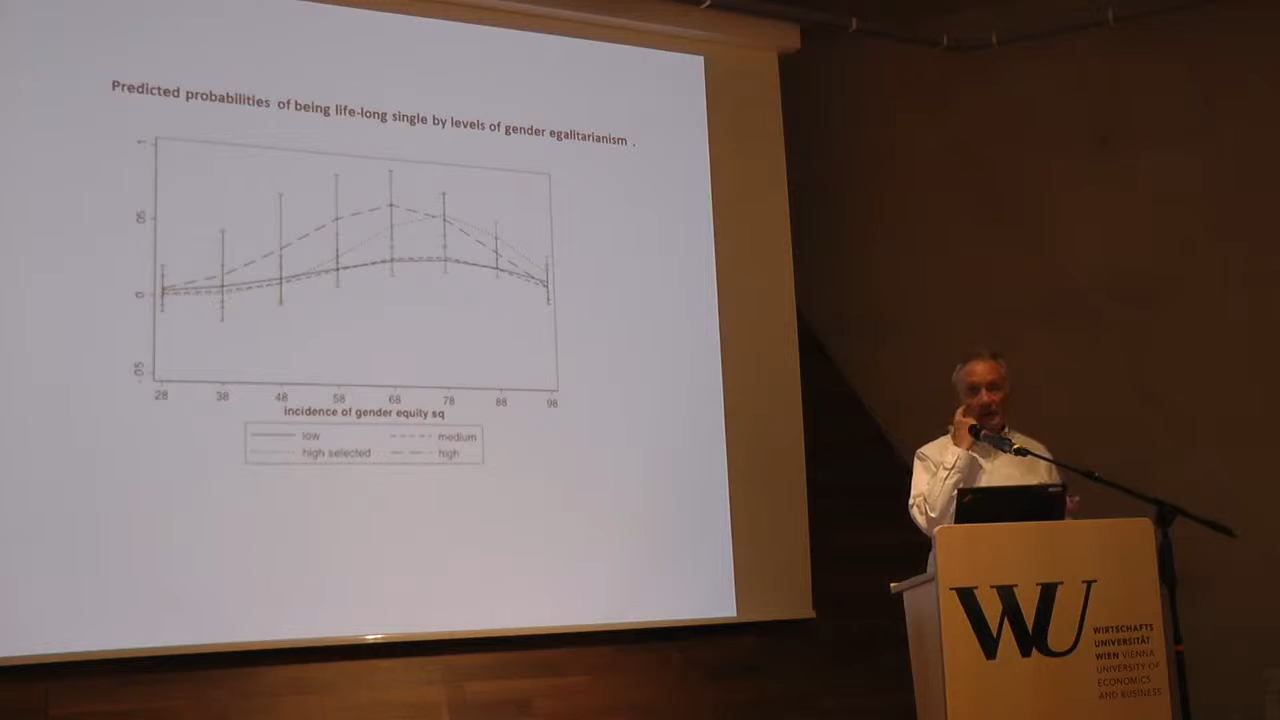 Predicted probabilities of being life-long single by levels of gender egalitarianism .
.1
.05
0
-.05
28 38 48 58 68 78 88 98
incidence of gender equity sq
low medium
high selected high
WU
WIRTSCHAFTS
UNIVERSITÄT
WIEN VIENNA
UNIVERSITY OF
ECONOMICS
AND BUSINESS